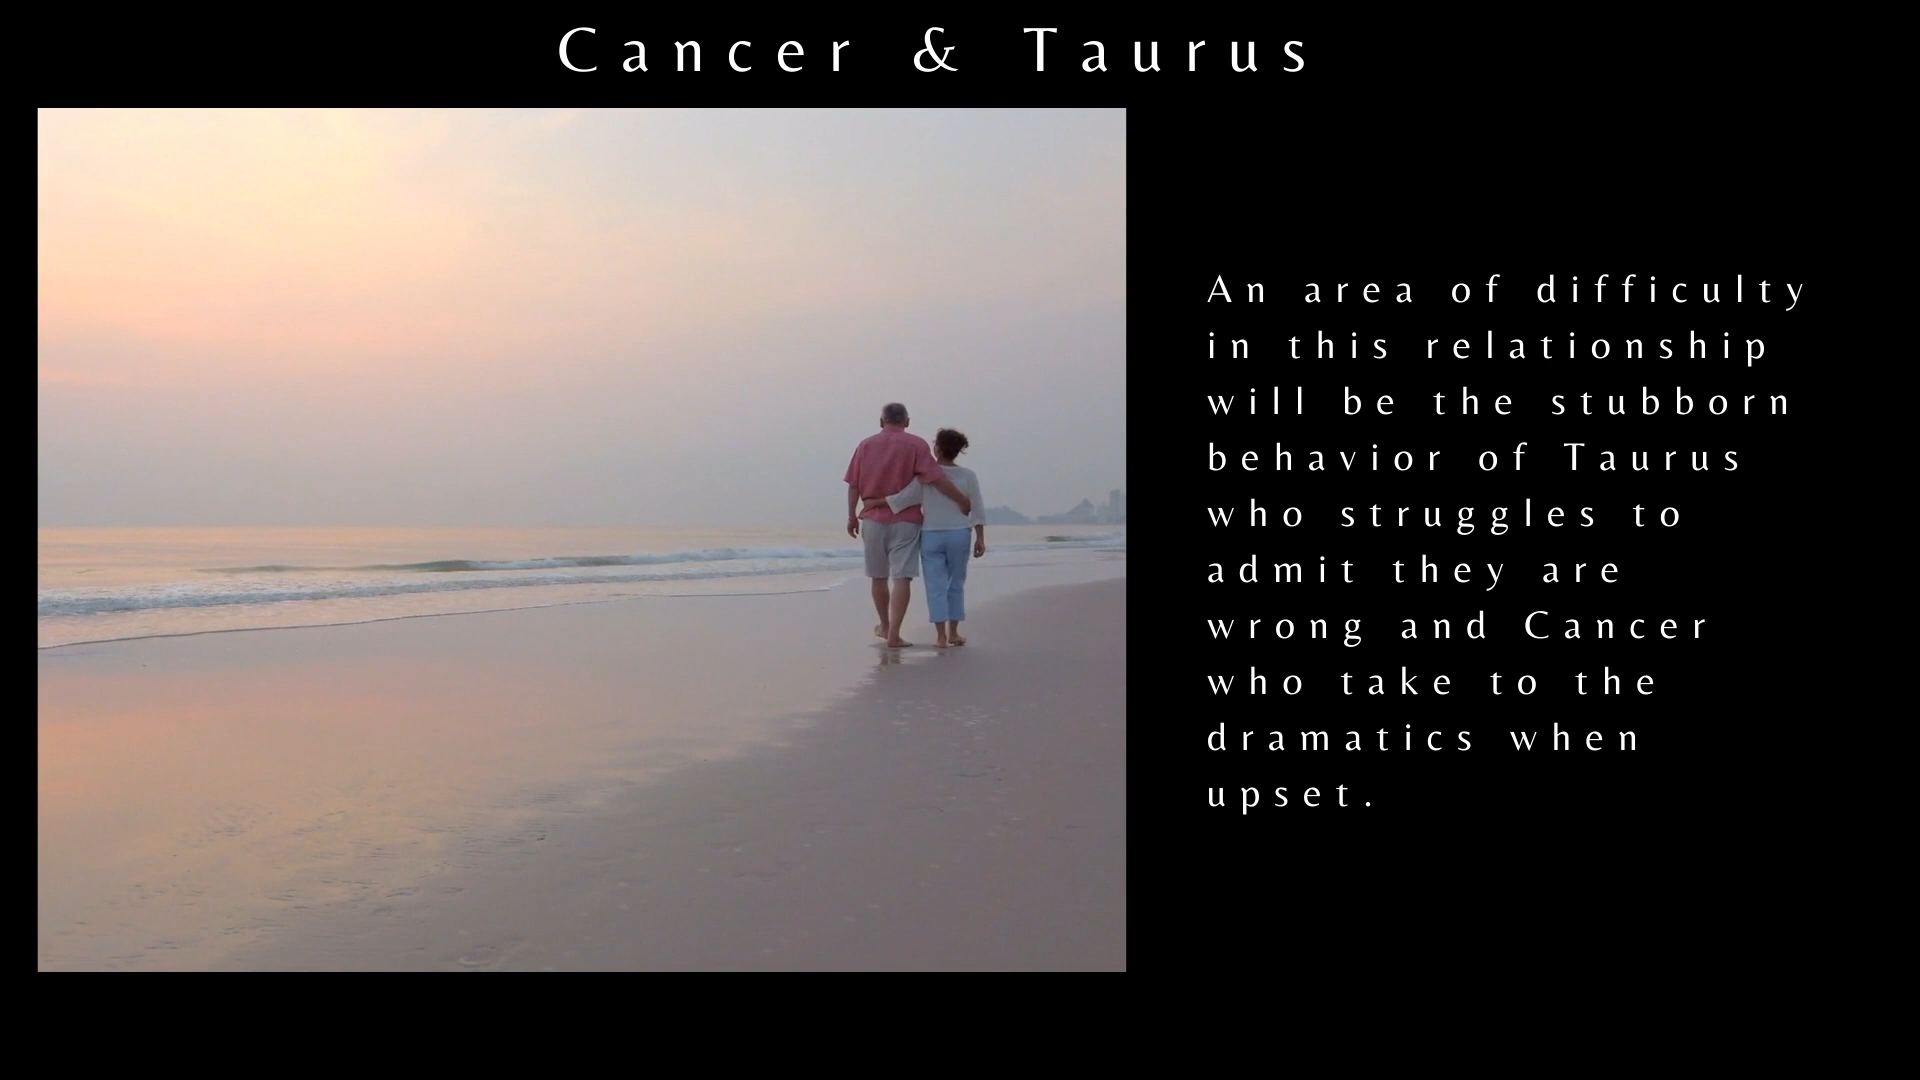 Cancer & Taurus
An area of difficulty
in this relationship
will be the stubborn
behavior of Taurus
who struggles to
admit they are
wrong and Cancer
who take to the
dramatics when
upset.